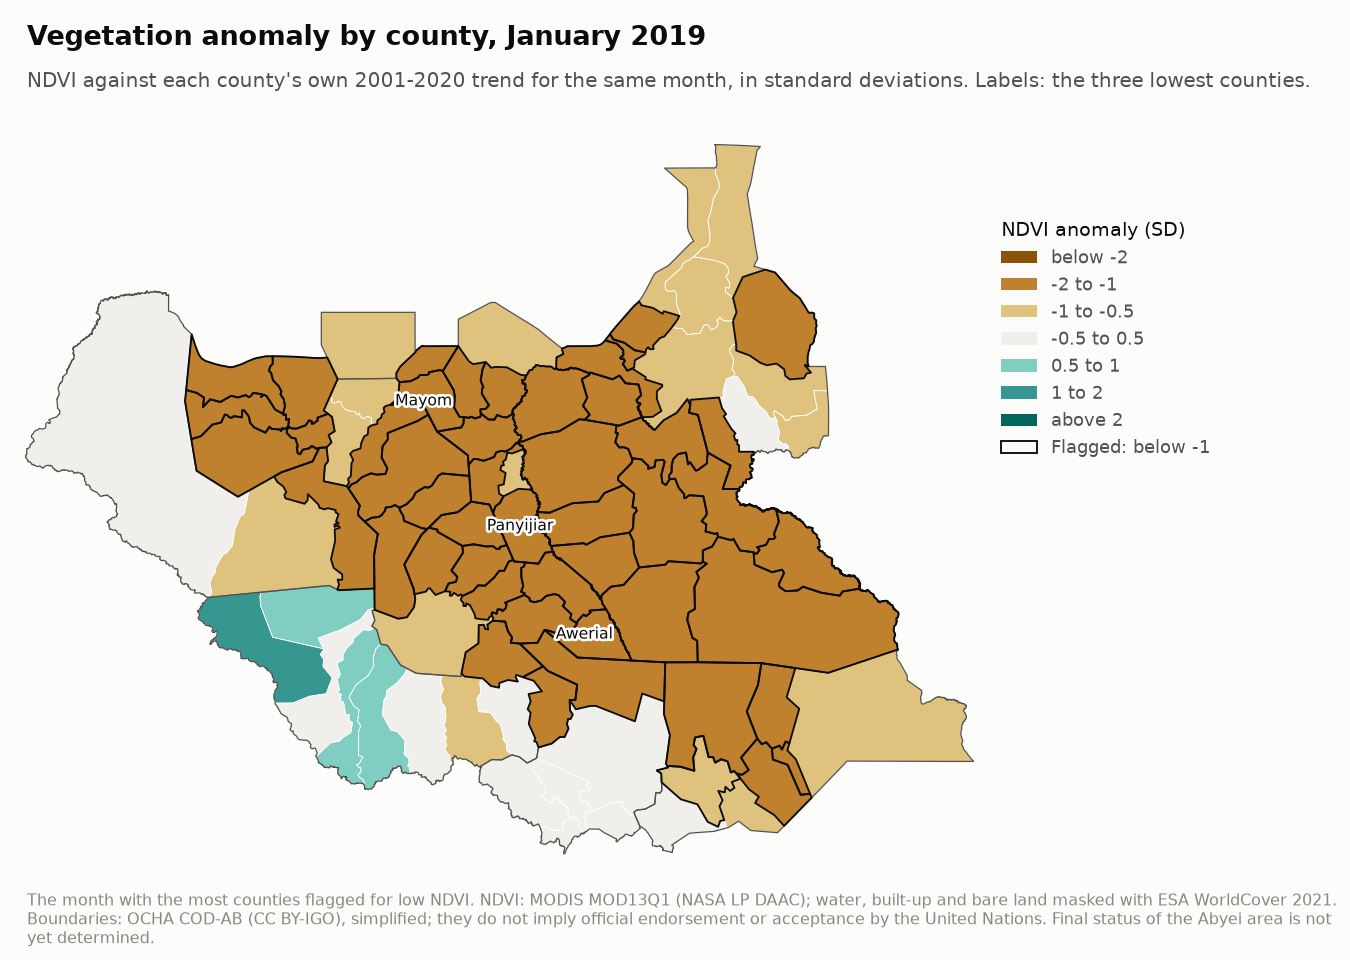 Vegetation anomaly by county, January 2019
NDVI against each county's own 2001-2020 trend for the same month, in standard deviations. Labels: the three lowest counties.
NDVI anomaly (SD)
below -2
-2 to -1
-1 to -0.5
-0.5 to 0.5
0.5 to 1
1 to 2
above 2
Flagged: below -1
Mayom
Panyijiar
Awerial
The month with the most counties flagged for low NDVI. NDVI: MODIS MOD13Q1 (NASA LP DAAC); water, built-up and bare land masked with ESA WorldCover 2021.
Boundaries: OCHA COD-AB (CC BY-IGO), simplified; they do not imply official endorsement or acceptance by the United Nations. Final status of the Abyei area is not
yet determined.